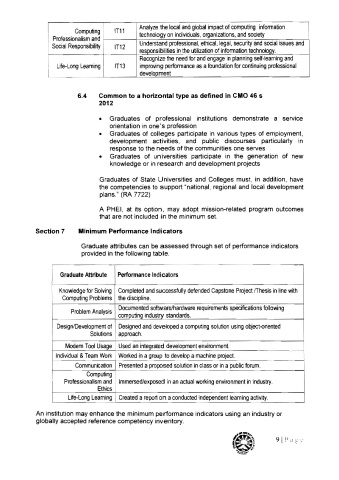 Computing Professionalism and Social Responsibility
IT11
Analyze the local and global impact of computing information
technology on individuals, organizations, and society
IT12
Understand professional, ethical, legal, security and social issues and
responsibilities in the utilization of information technology.
Life-Long Learning
IT13
Recognize the need for and engage in planning self-learning and
improving performance as a foundation for continuing professional
development
6.4 Common to a horizontal type as defined in CMO 46 s
2012
• Graduates of professional institutions demonstrate a service
orientation in one's profession
• Graduates of colleges participate in various types of employment,
development activities, and public discourses particularly in
response to the needs of the communities one serves
• Graduates of universities participate in the generation of new
knowledge or in research and development projects
Graduates of State Universities and Colleges must, in addition, have
the competencies to support "national, regional and local development
plans." (RA 7722)
A PHEI, at its option, may adopt mission-related program outcomes
that are not included in the minimum set.
Section 7 Minimum Performance Indicators
Graduate attributes can be assessed through set of performance indicators
provided in the following table.
Graduate Attribute Performance Indicators
Knowledge for Solving
Computing Problems
Completed and successfully defended Capstone Project /Thesis in line with
the discipline.
Problem Analysis
Documented software/hardware requirements specifications following
computing industry standards.
Design/Development of
Solutions
Designed and developed a computing solution using object-oriented
approach.
Modern Tool Usage Used an integrated development environment.
Individual & Team Work Worked in a group to develop a machine project.
Communication Presented a proposed solution in class or in a public forum.
Computing
Professionalism and
Ethics
Immersed/exposed in an actual working environment in industry.
Life-Long Learning Created a report om a conducted independent learning activity.
An institution may enhance the minimum performance indicators using an industry or
globally accepted reference competency inventory.
9 | Page